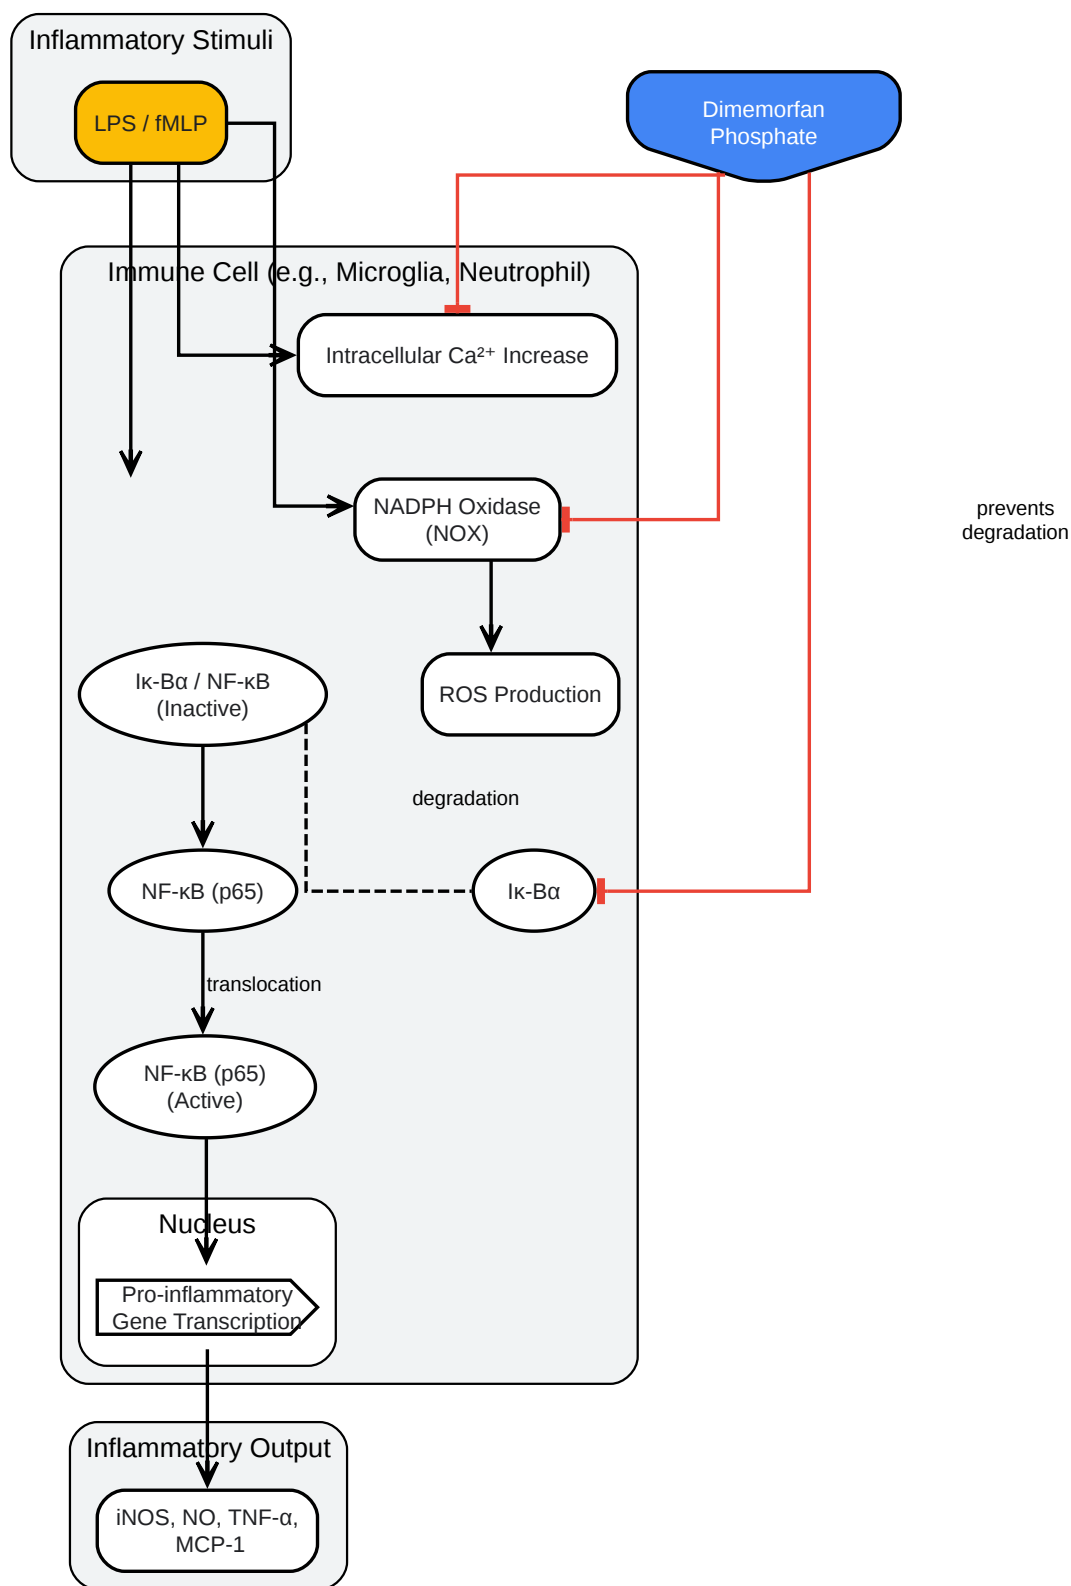 Inflammatory Stimuli
LPS / fMLP
Dimemorfan
Phosphate
Immune Cell (e.g., Microglia, Neutrophil)
Intracellular Ca²⁺ Increase
NADPH Oxidase
(NOX)
prevents
degradation
Iκ-Bα / NF-κB
(Inactive)
ROS Production
degradation
NF-κB (p65)
Iκ-Bα
translocation
NF-κB (p65)
(Active)
Nucleus
Pro-inflammatory
Gene Transcription
Inflammatory Output
iNOS, NO, TNF-α,
MCP-1